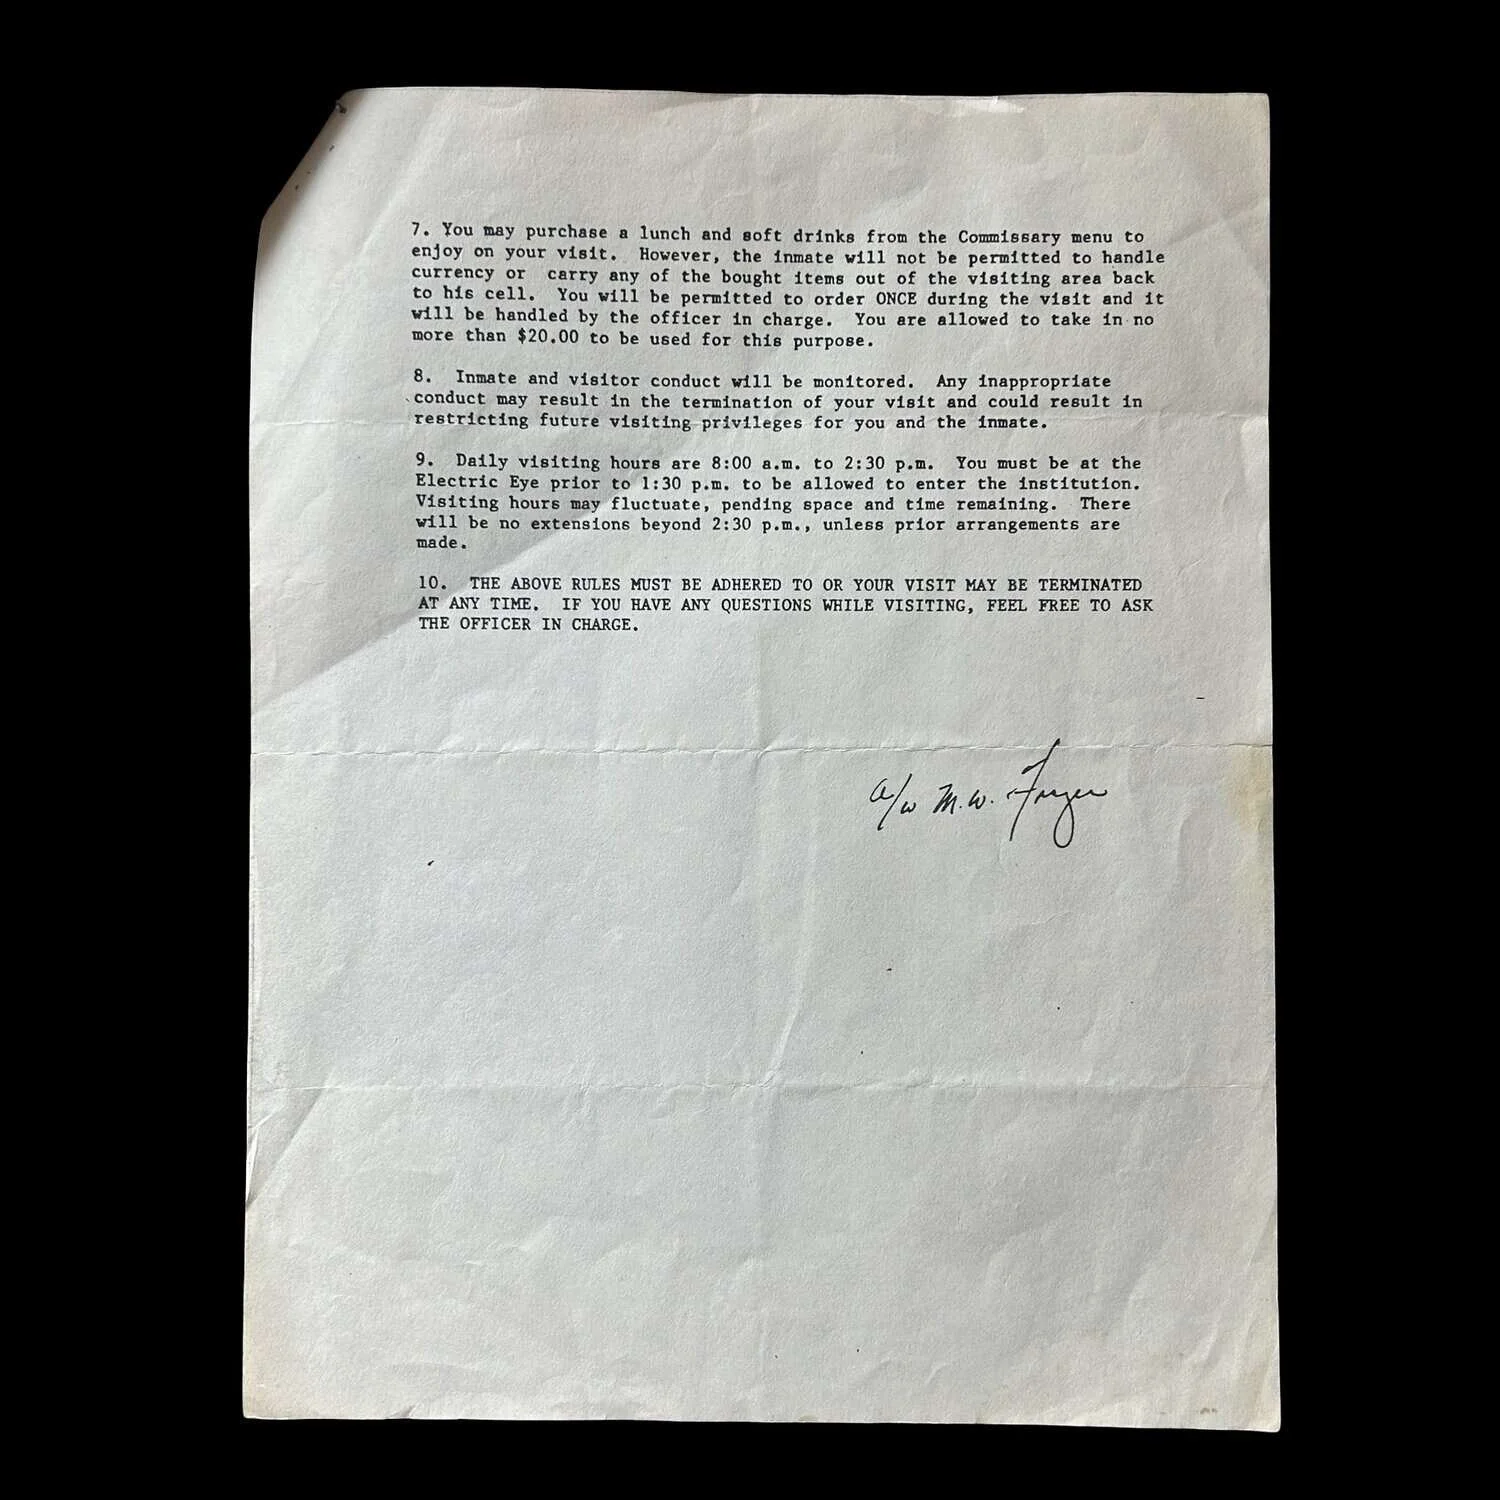 7. You may purchase a lunch and soft drinks from the Commissary menu to
enjoy on your visit. However, the inmate will not be permitted to handle
currency or carry any of the bought items out of the visiting area back
to his cell. You will be permitted to order ONCE during the visit and it
will be handled by the officer in charge. You are allowed to take in no
more than $20.00 to be used for this purpose.
8. Inmate and visitor conduct will be monitored. Any inappropriate
conduct may result in the termination of your visit and could result in
restricting future visiting privileges for you and the inmate.
9. Daily visiting hours are 8:00 a.m. to 2:30 p.m. You must be at the
Electric Eye prior to 1:30 p.m. to be allowed to enter the institution.
Visiting hours may fluctuate, pending space and time remaining. There
will be no extensions beyond 2:30 p.m., unless prior arrangements are
made.
10. THE ABOVE RULES MUST BE ADHERED TO OR YOUR VISIT MAY BE TERMINATED
AT ANY TIME. IF YOU HAVE ANY QUESTIONS WHILE VISITING, FEEL FREE TO ASK
THE OFFICER IN CHARGE.
a/w M.W.